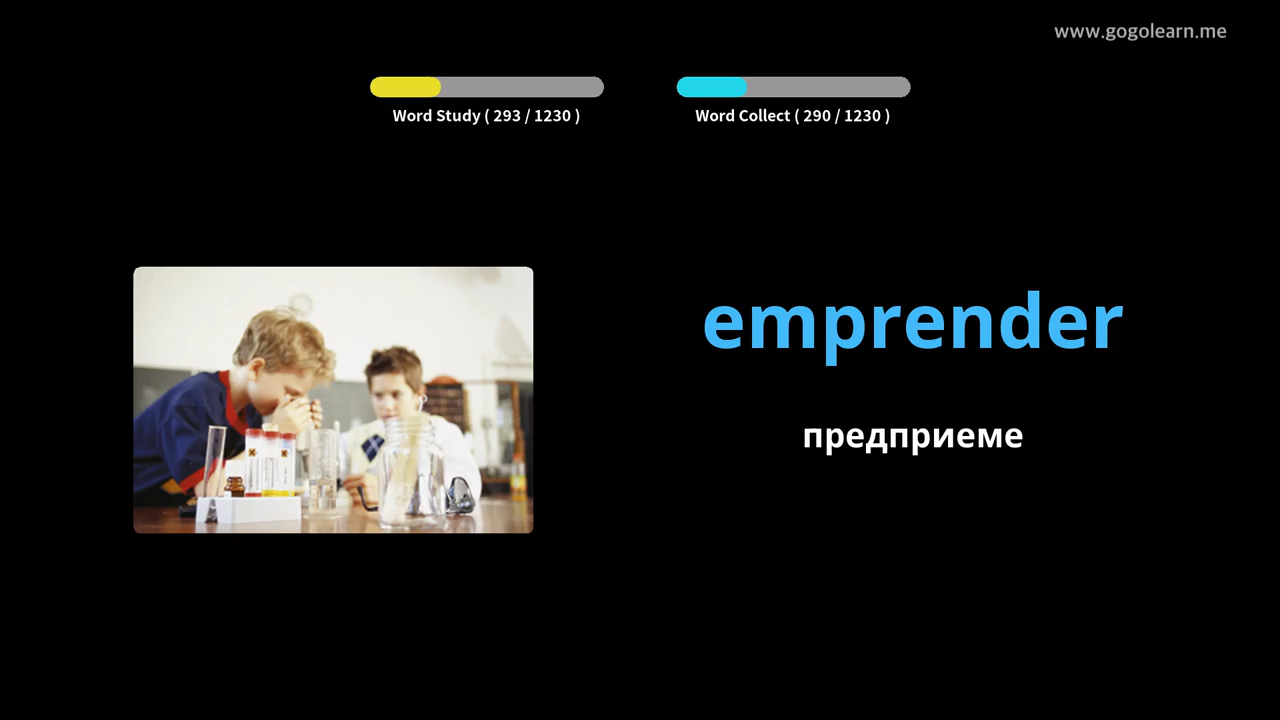 www.gogolearn.me
Word Study ( 293 / 1230 )
Word Collect ( 290 / 1230 )
emprender
предприеме